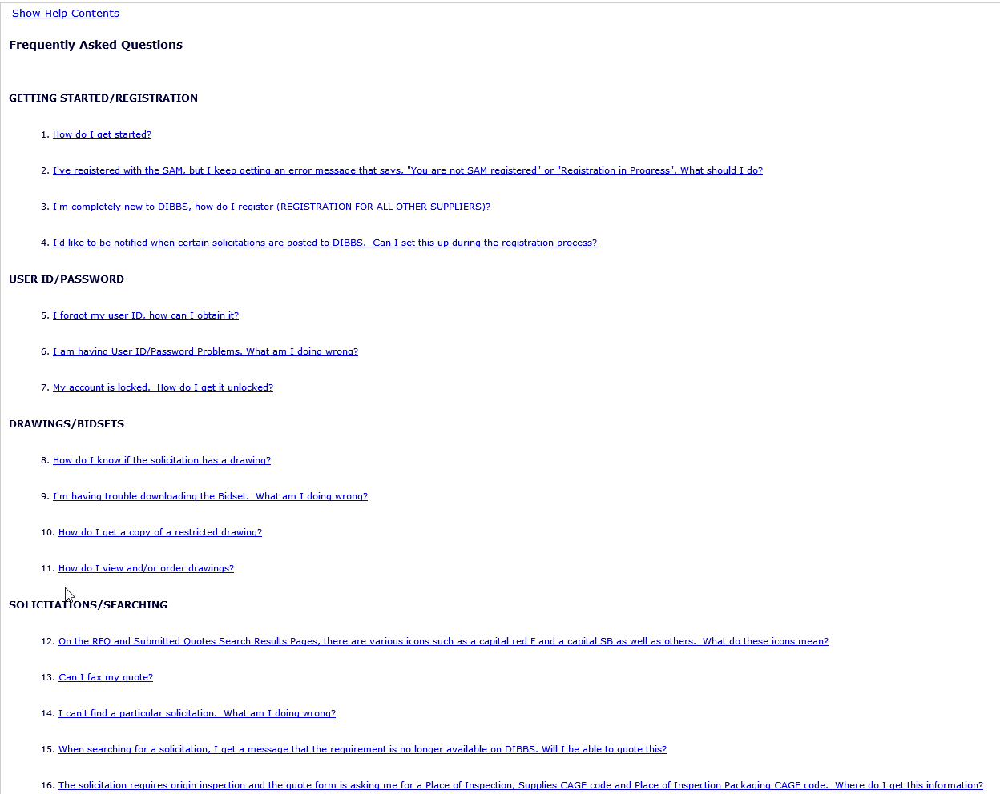 Show Help Contents
Frequently Asked Questions
GETTING STARTED/REGISTRATION
1. How do I get started?
2. I've registered with the SAM, but I keep getting an error message that says, "You are not SAM registered" or "Registration in Progress". What should I do?
3. I'm completely new to DIBBS, how do I register (REGISTRATION FOR ALL OTHER SUPPLIERS)?
4. I'd like to be notified when certain solicitations are posted to DIBBS.  Can I set this up during the registration process?
USER ID/PASSWORD
5. I forgot my user ID, how can I obtain it?
6. I am having User ID/Password Problems. What am I doing wrong?
7. My account is locked.  How do I get it unlocked?
DRAWINGS/BIDSETS
8. How do I know if the solicitation has a drawing?
9. I'm having trouble downloading the Bidset.  What am I doing wrong?
10. How do I get a copy of a restricted drawing?
11. How do I view and/or order drawings?
SOLICITATIONS/SEARCHING
12. On the RFQ and Submitted Quotes Search Results Pages, there are various icons such as a capital red F and a capital SB as well as others.  What do these icons mean?
13. Can I fax my quote?
14. I can't find a particular solicitation.  What am I doing wrong?
15. When searching for a solicitation, I get a message that the requirement is no longer available on DIBBS. Will I be able to quote this?
16. The solicitation requires origin inspection and the quote form is asking me for a Place of Inspection, Supplies CAGE code and Place of Inspection Packaging CAGE code.  Where do I get this information?